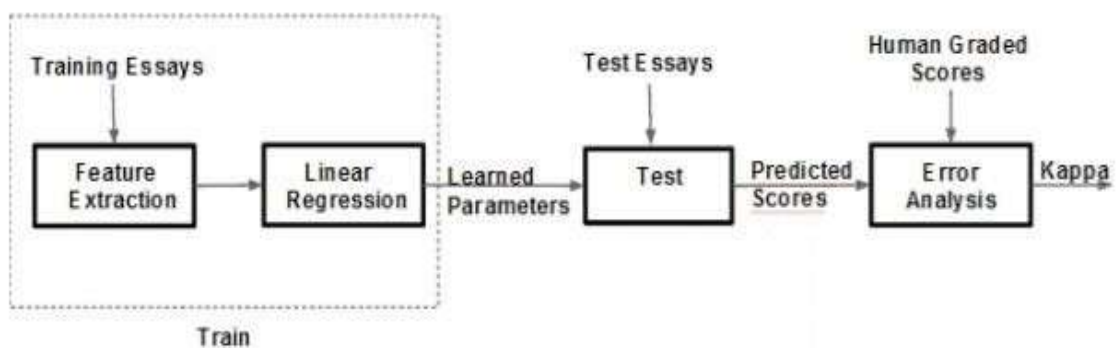 Training Essays
Feature
Extraction
Linear
Regression
Learned
Parameters
Test Essays
Test
Predicted
Scores
Human Graded
Scores
Error
Analysis
Kappa
Train